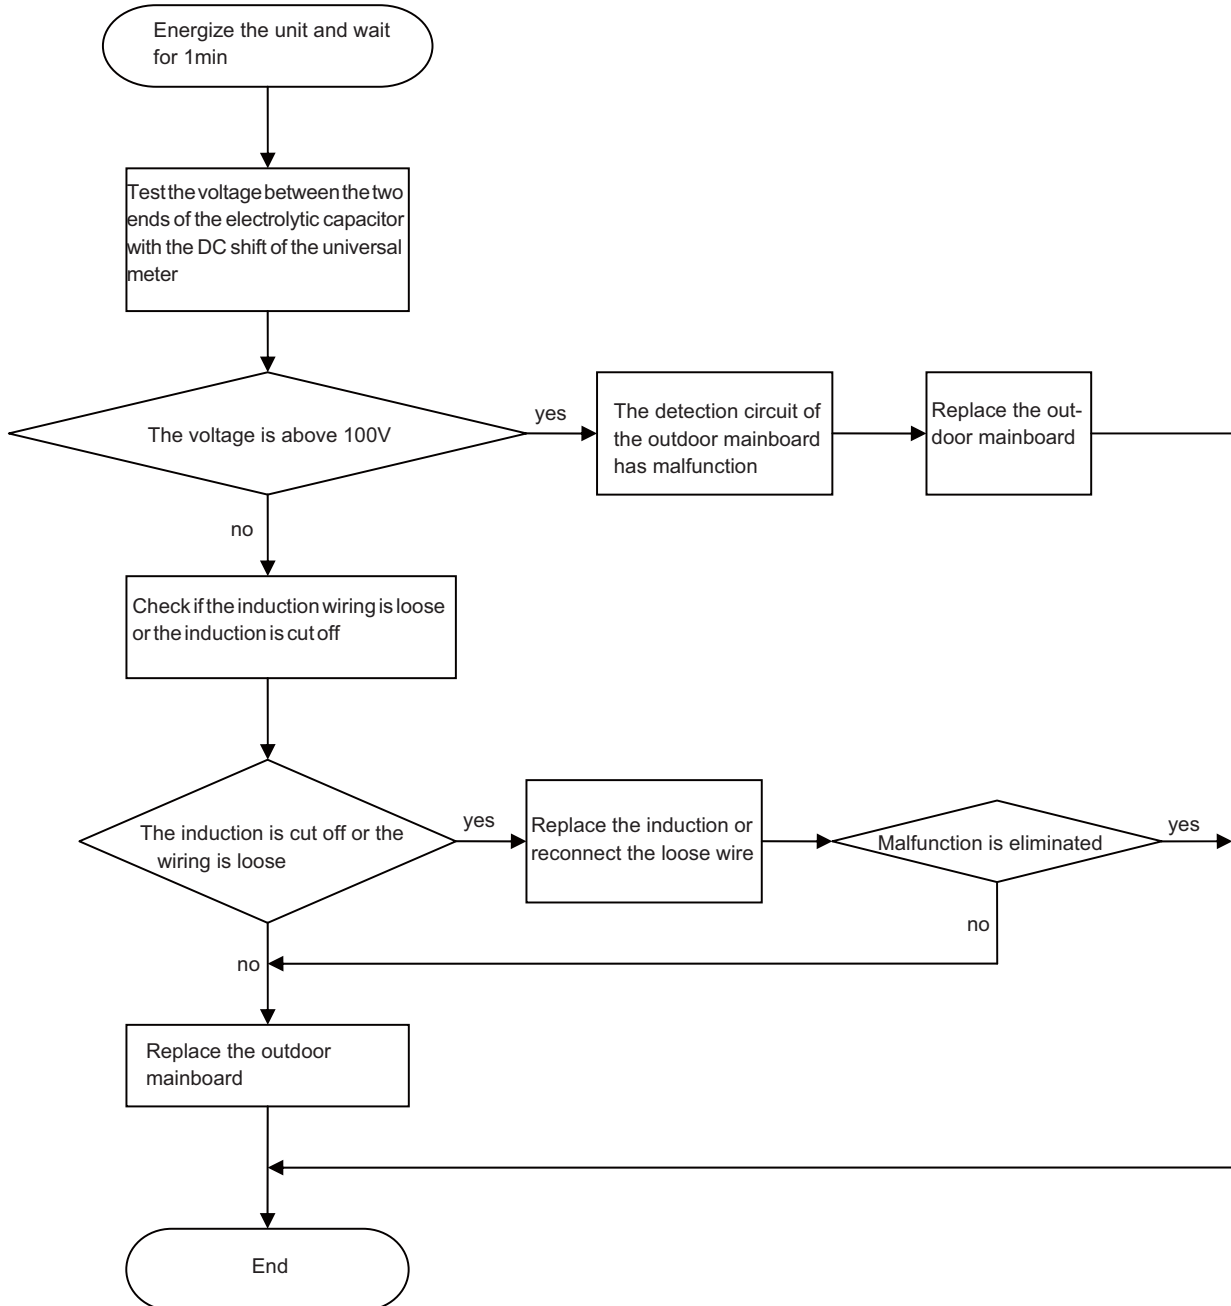 Energize the unit and wait
for 1min
Test the voltage between the two
ends of the electrolytic capacitor
with the DC shift of the universal
meter
The voltage is above 100V
yes
The detection circuit of
the outdoor mainboard
has malfunction
Replace the out-
door mainboard
no
Check if the induction wiring is loose
or the induction is cut off
The induction is cut off or the
wiring is loose
yes
Replace the induction or
reconnect the loose wire
Malfunction is eliminated
yes
no
no
Replace the outdoor
mainboard
End